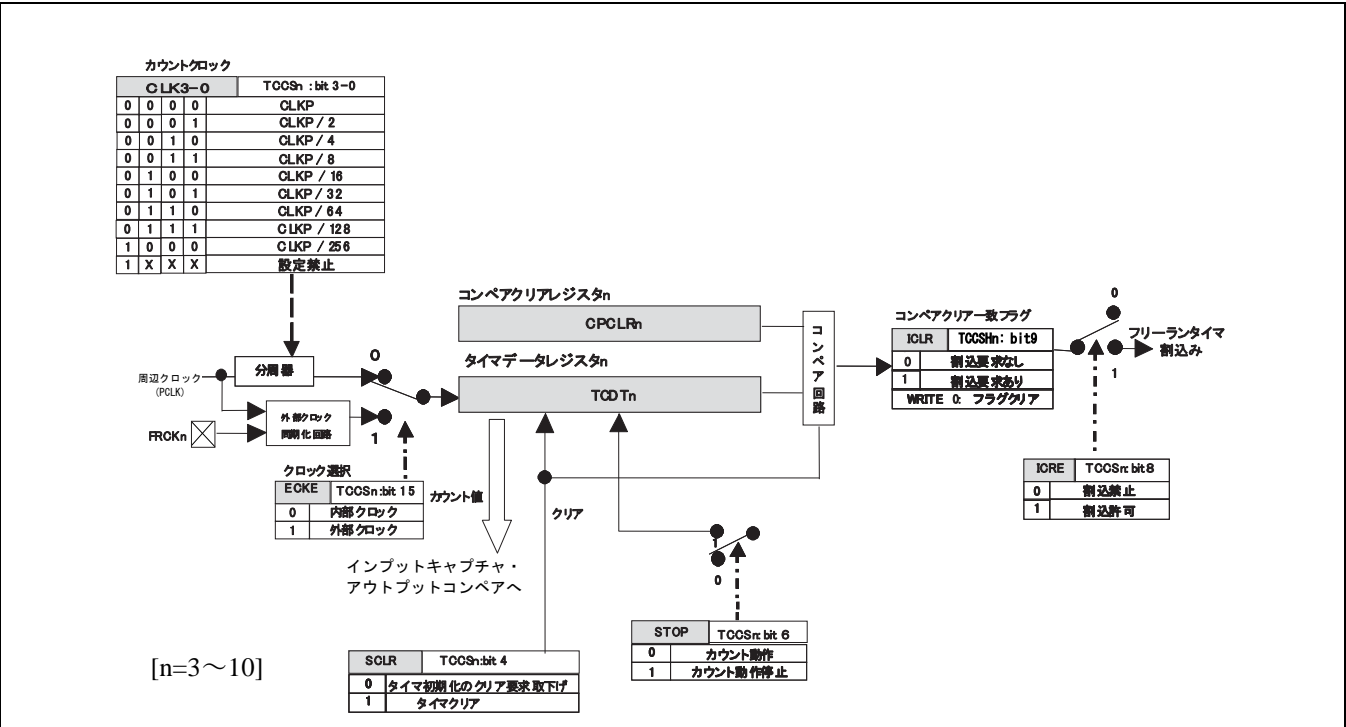 カウントクロック
CLK3-0 TCCSn :bit 3-0
0 0 0 0 CLKP
0 0 0 1 CLKP / 2
0 0 1 0 CLKP / 4
0 0 1 1 CLKP / 8
0 1 0 0 CLKP / 16
0 1 0 1 CLKP / 32
0 1 1 0 CLKP / 64
0 1 1 1 CLKP / 128
1 0 0 0 CLKP / 256
1 X X X 設定禁止
コンペアクリアレジスタn
CPCLRn
タイマデータレジスタn
TCDTn
コンペア回路
コンペアクリア一致フラグ
ICLR TCCSHn: bit9
0 割込要求なし
1 割込要求あり
WRITE 0: フラグクリア
0
1
フリーランタイマ
割込み
周辺クロック
(PCLK)
分周器
0
外部クロック
同期化回路
1
FRCKn
クロック選択
ECKE TCCSn:bit 15
0 内部クロック
1 外部クロック
カウント値
クリア
インプットキャプチャ・
アウトプットコンペアへ
ICRE TCCSn:bit 8
0 割込禁止
1 割込許可
1
0
STOP TCCSn:bit 6
0 カウント動作
1 カウント動作停止
SCLR TCCSn:bit 4
0 タイマ初期化のクリア要求取下げ
1 タイマクリア
[n=3～10]